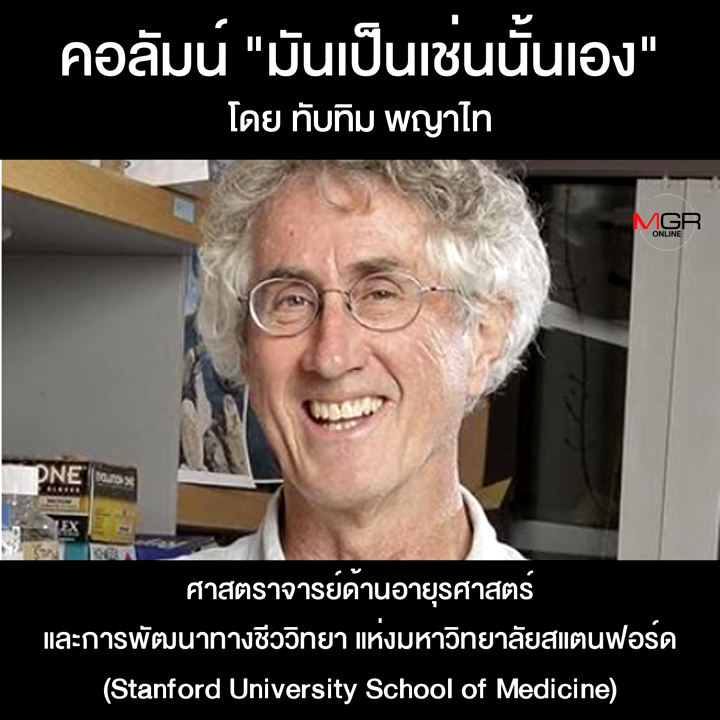 คอลัมน์ "มันเป็นเช่นนั้นเอง"
โดย ทับทิม พญาไท
MGR
ONLINE
ONE
GLOVES
EVOLUTION ONE
LEX
ศาสตราจารย์ด้านอายุรศาสตร์
และการพัฒนาทางชีววิทยา แห่งมหาวิทยาลัยสแตนฟอร์ด
(Stanford University School of Medicine)